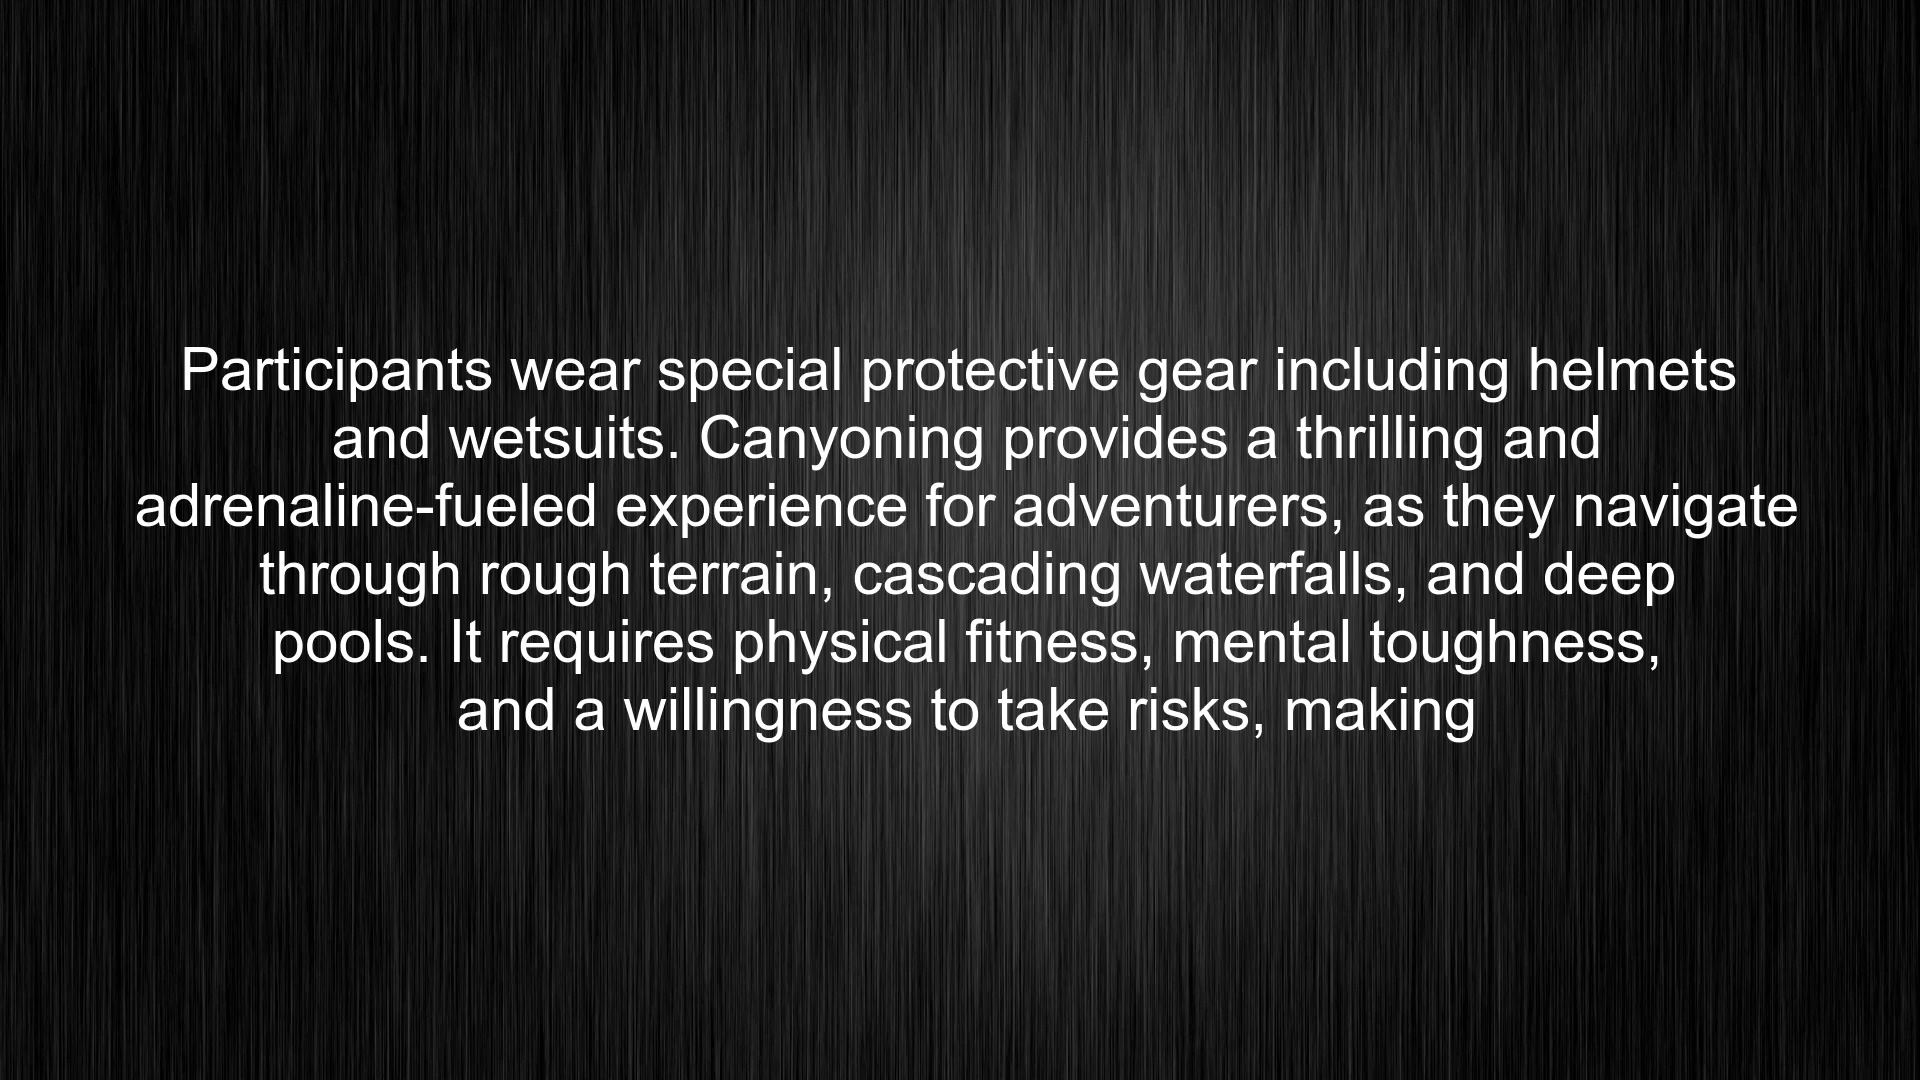 Participants wear special protective gear including helmets
and wetsuits. Canyoning provides a thrilling and
adrenaline-fueled experience for adventurers, as they navigate
through rough terrain, cascading waterfalls, and deep
pools. It requires physical fitness, mental toughness,
and a willingness to take risks, making